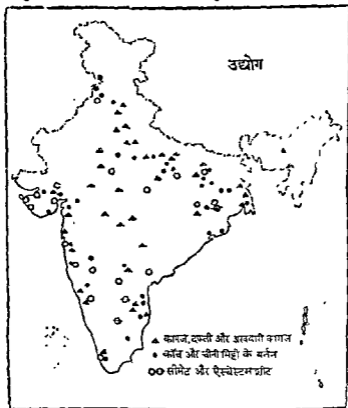 उद्योग
कागज, दफ्ती और अखबारी कागज
काँच और चीनी मिट्टी के बर्तन
सीमेंट और ऐस्बेस्टस शीट